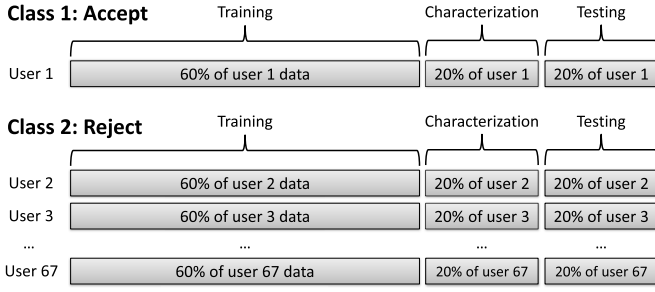 Class 1: Accept
Training Characterization Testing
User 1 60% of user 1 data 20% of user 1 20% of user 1
Class 2: Reject
Training Characterization Testing
User 2 60% of user 2 data 20% of user 2 20% of user 2
User 3 60% of user 3 data 20% of user 3 20% of user 3
... ... ... ...
User 67 60% of user 67 data 20% of user 67 20% of user 67